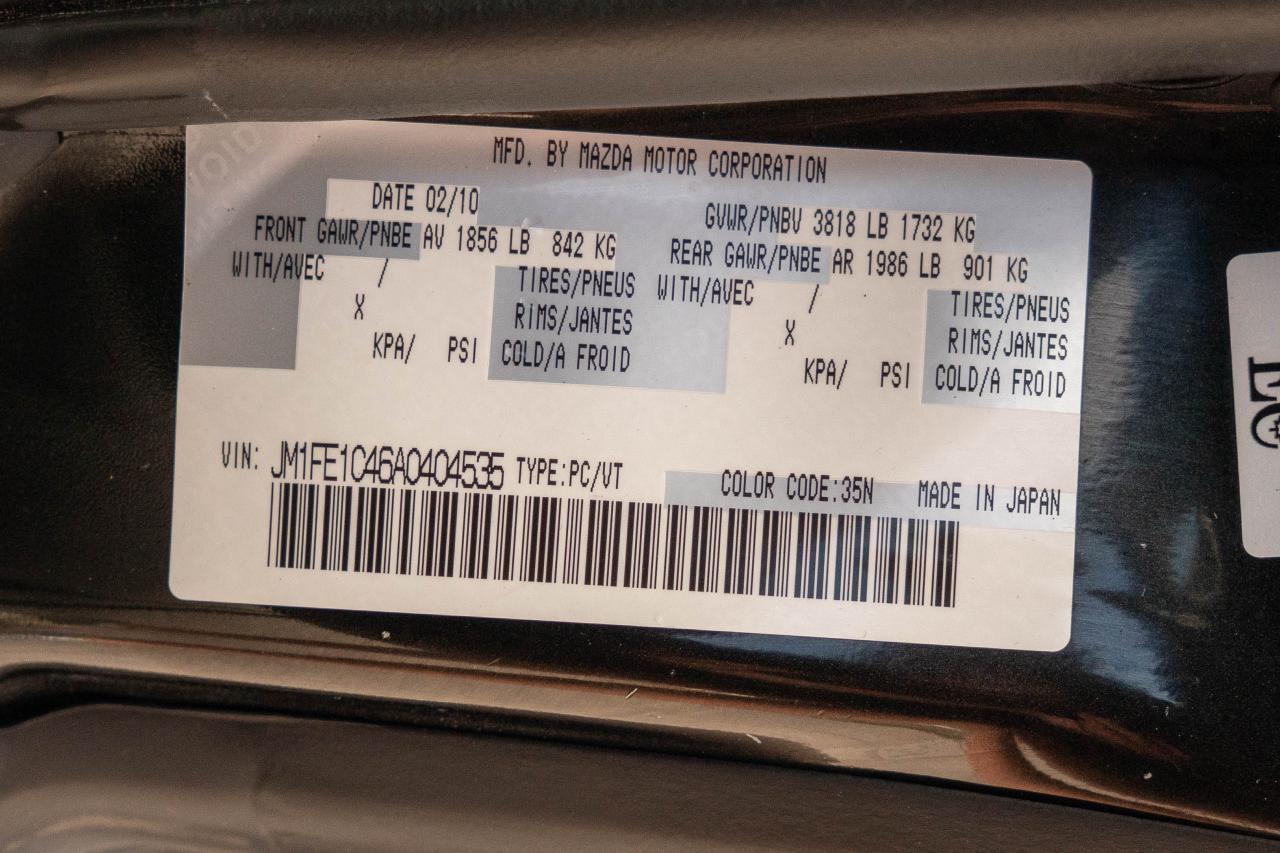 MFD. BY MAZDA MOTOR CORPORATION
DATE 02/10
GVWR/PNBV 3818 LB 1732 KG
FRONT GAWR/PNBE AV 1856 LB 842 KG
REAR GAWR/PNBE AR 1986 LB 901 KG
WITH/AVEC / TIRES/PNEUS
WITH/AVEC / TIRES/PNEUS
X RIMS/JANTES
X RIMS/JANTES
KPA/ PSI COLD/A FROID
KPA/ PSI COLD/A FROID
VIN: JM1FE1C46A0404535 TYPE:PC/VT COLOR CODE:35N MADE IN JAPAN
VOID